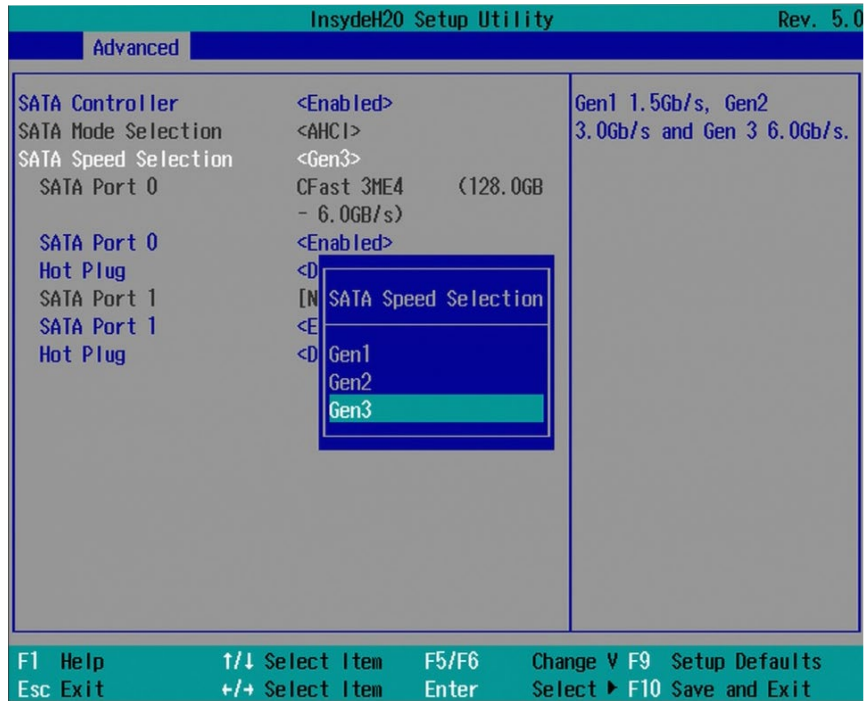 InsydeH20 Setup Utility Rev. 5.0
Advanced
SATA Controller <Enabled> Gen1 1.5Gb/s, Gen2
SATA Mode Selection <AHCI> 3.0Gb/s and Gen 3 6.0Gb/s.
SATA Speed Selection <Gen3>
SATA Port 0 CFast 3ME4 (128.0GB
- 6.0GB/s)
SATA Port 0 <Enabled>
Hot Plug <D
SATA Port 1 [N
SATA Port 1 <E
Hot Plug <D
SATA Speed Selection
Gen1
Gen2
Gen3
F1 Help ↑/↓ Select Item F5/F6 Change V F9 Setup Defaults
Esc Exit ←/→ Select Item Enter Select ▶ F10 Save and Exit